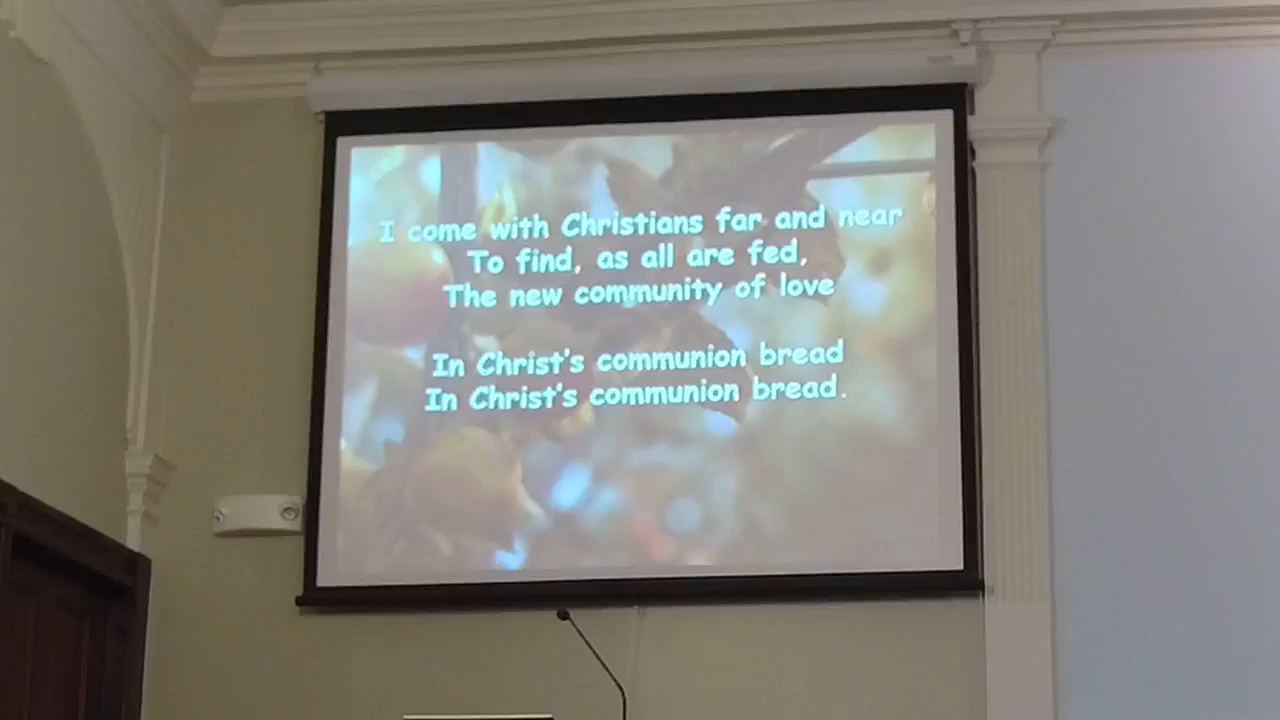 I come with Christians far and near
To find, as all are fed,
The new community of love
In Christ's communion bread
In Christ's communion bread.